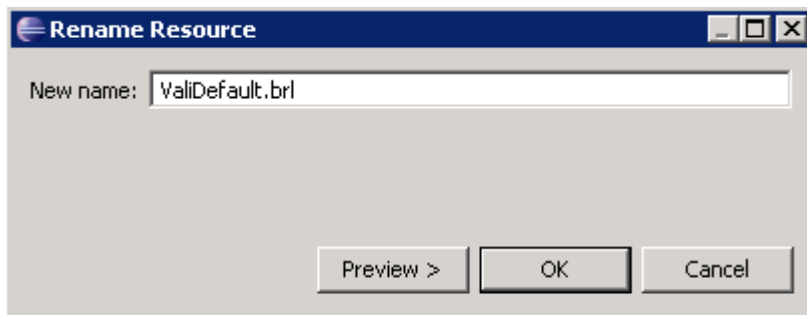 Rename Resource
New name: ValiDefault.brl
Preview > OK Cancel